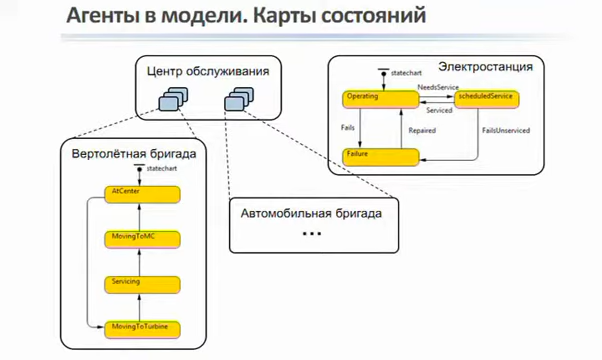 Агенты в модели. Карты состояний
Центр обслуживания
Электростанция
statechart
NeedsService
Operating
scheduledService
Serviced
Fails
Repaired
FailsUnserviced
Failure
Вертолётная бригада
statechart
AtCenter
MovingToMC
Servicing
MovingToTurbine
Автомобильная бригада
...